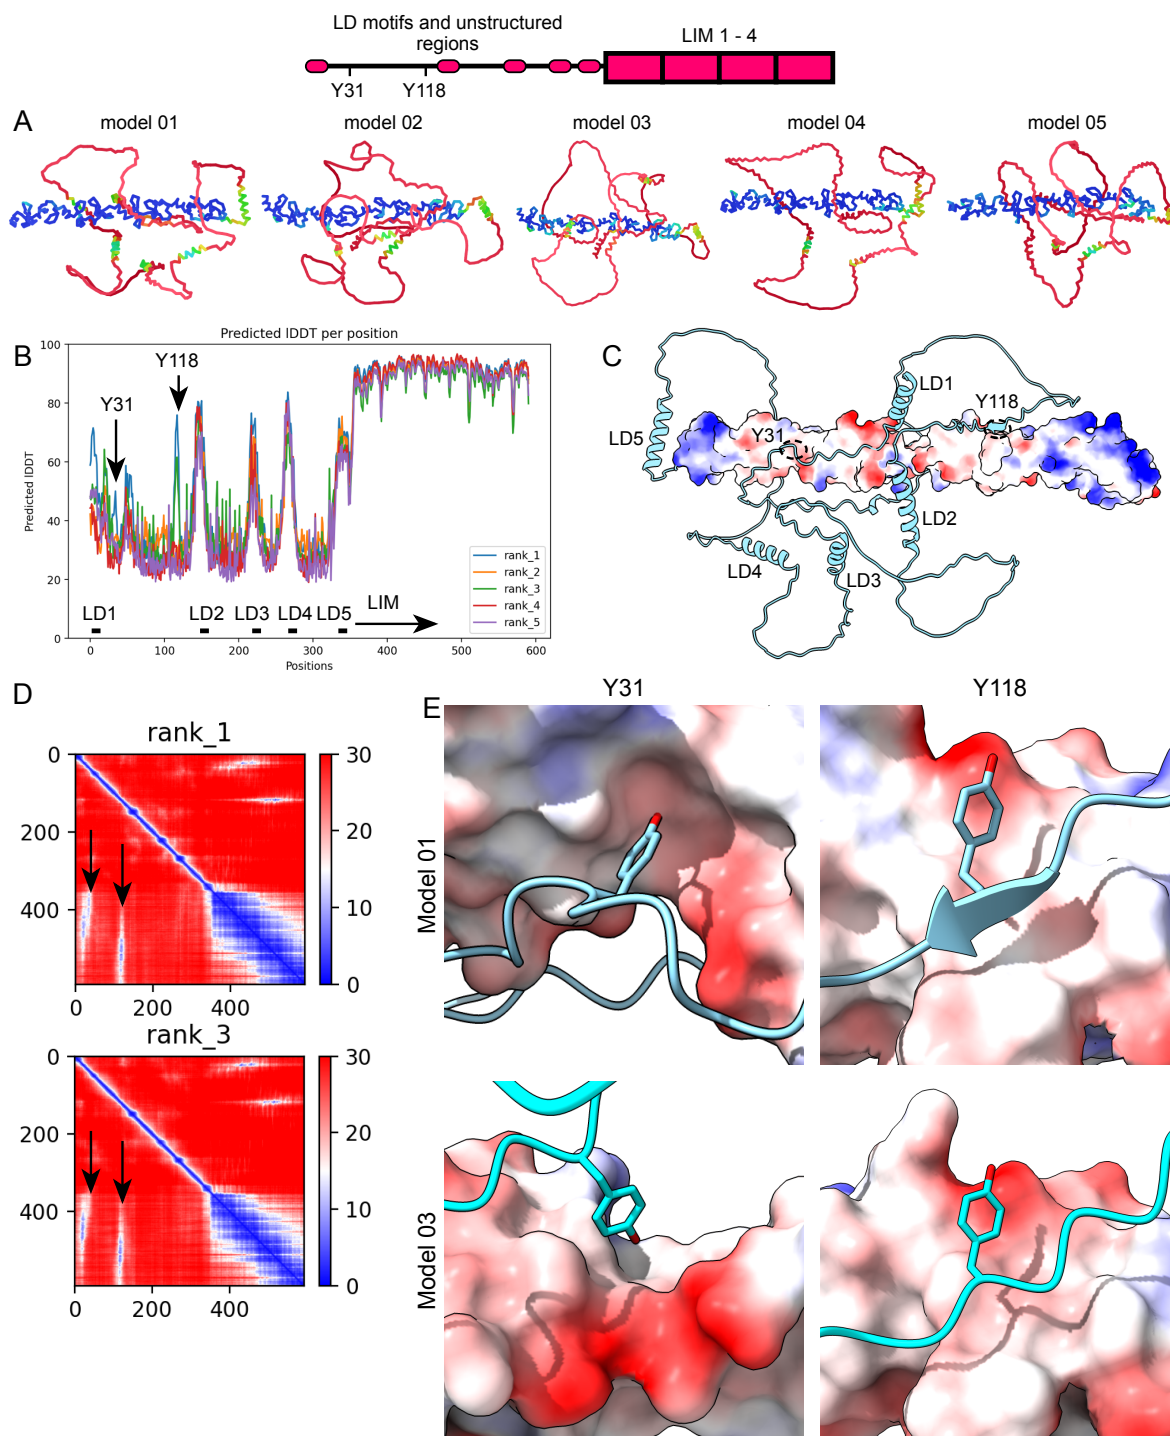 LD motifs and unstructured
regions
LIM 1 - 4
Y31
Y118
A
model 01
model 02
model 03
model 04
model 05
B
Predicted lDDT per position
100
80
60
40
20
0
Predicted lDDT
Y31
Y118
LD1
LD2
LD3
LD4
LD5
LIM
rank_1
rank_2
rank_3
rank_4
rank_5
0
100
200
300
400
500
600
Positions
C
LD1
Y118
Y31
LD5
LD2
LD4
LD3
D
rank_1
0
200
400
0
200
400
30
20
10
0
rank_3
0
200
400
0
200
400
30
20
10
0
E
Y31
Y118
Model 01
Model 03